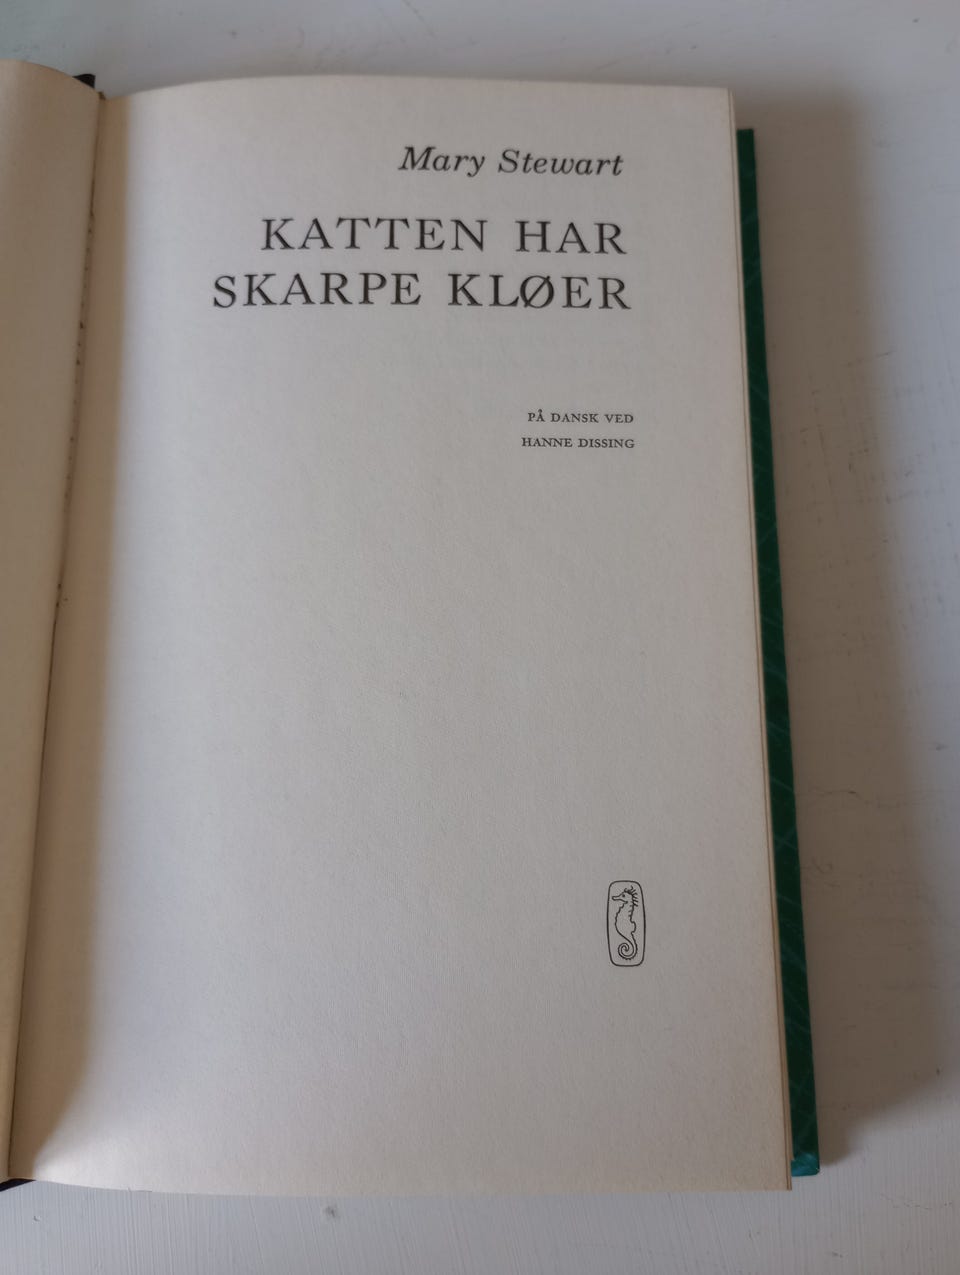 Mary Stewart
KATTEN HAR
SKARPE KLØER
PÅ DANSK VED
HANNE DISSING